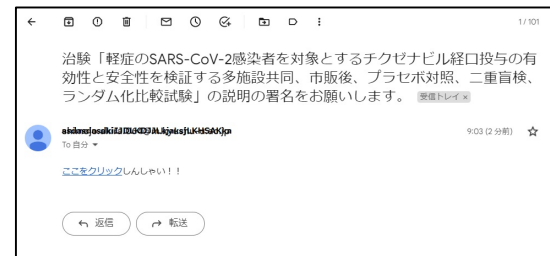 1 / 101
治験「軽症のSARS-CoV-2感染者を対象とするチクゼナビル経口投与の有
効性と安全性を検証する多施設共同、市販後、プラセボ対照、二重盲検、
ランダム化比較試験」の説明の署名をお願いします。 受信トレイ ×
9:03 (2 分前)
To 自分
ここをクリックしんしゃい！！
返信 転送